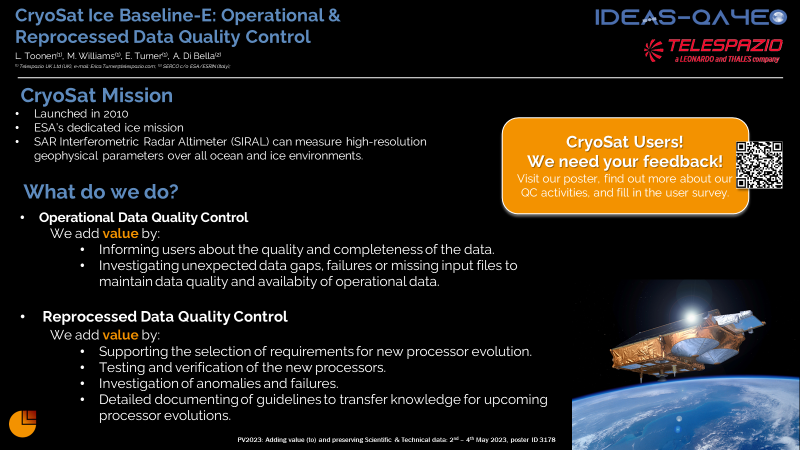 CryoSat Ice Baseline-E: Operational &
Reprocessed Data Quality Control
L. Toonen⁽¹⁾, M. Williams⁽¹⁾, E. Turner⁽¹⁾, A. Di Bella⁽²⁾
⁽¹⁾ Telespazio UK Ltd (UK), e-mail: Erica.Turner@telespazio.com, ⁽²⁾ SERCO c/o ESA/ESRIN (Italy);
IDEAS-QA4EO
TELESPAZIO
a LEONARDO and THALES company
CryoSat Mission
• Launched in 2010
• ESA's dedicated ice mission
• SAR Interferometric Radar Altimeter (SIRAL) can measure high-resolution
geophysical parameters over all ocean and ice environments.
CryoSat Users!
We need your feedback!
Visit our poster, find out more about our
QC activities, and fill in the user survey.
What do we do?
• Operational Data Quality Control
We add value by:
• Informing users about the quality and completeness of the data.
• Investigating unexpected data gaps, failures or missing input files to
maintain data quality and availabity of operational data.
• Reprocessed Data Quality Control
We add value by:
• Supporting the selection of requirements for new processor evolution.
• Testing and verification of the new processors.
• Investigation of anomalies and failures.
• Detailed documenting of guidelines to transfer knowledge for upcoming
processor evolutions.
PV2023: Adding value (to) and preserving Scientific & Technical data: 2ⁿᵈ – 4ᵗʰ May 2023, poster ID 3178